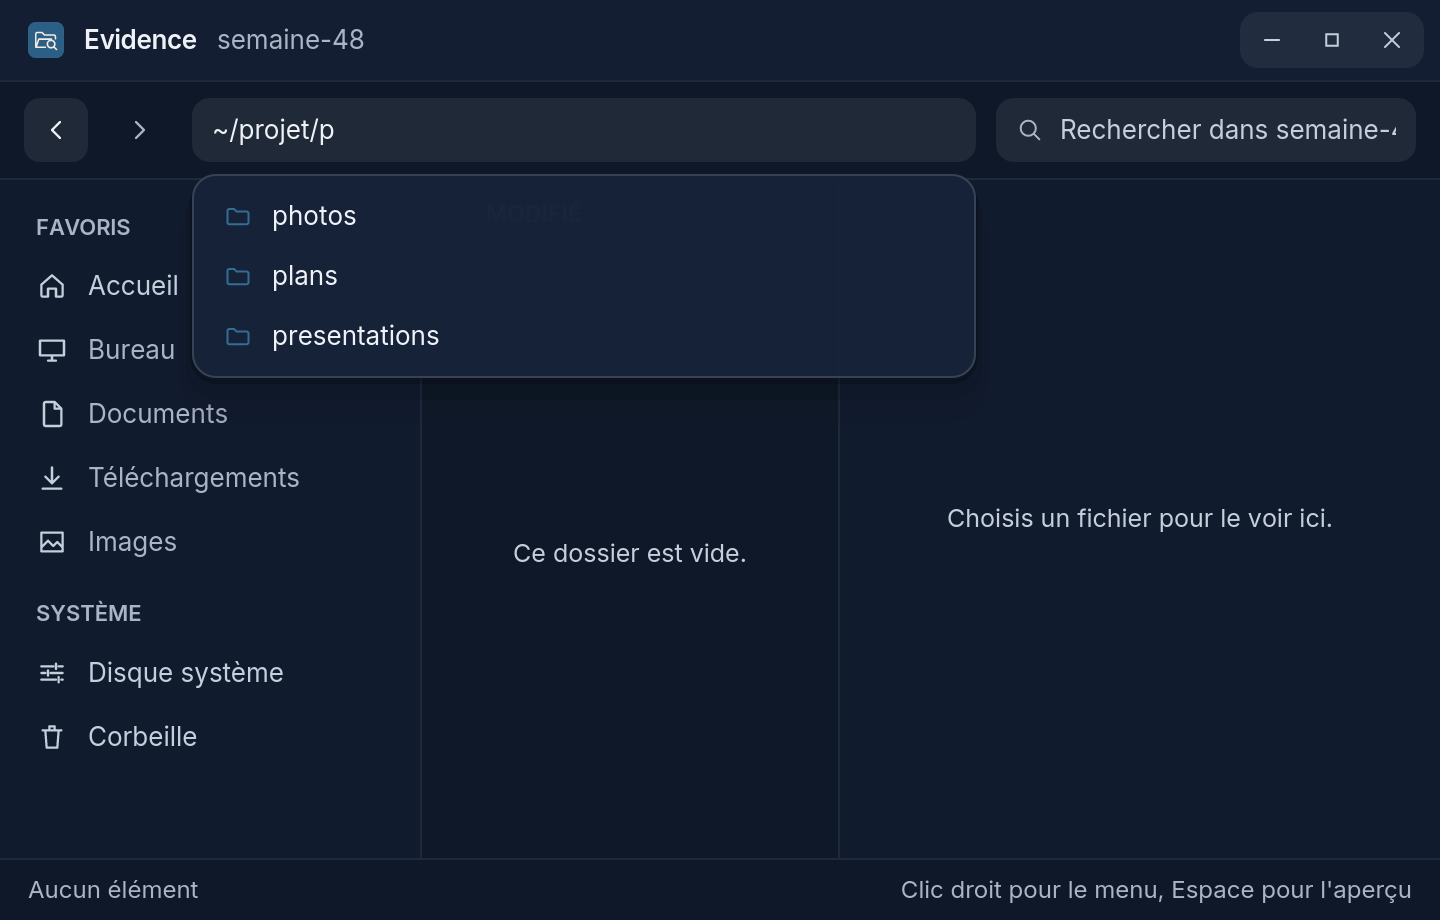 Evidence semaine-48
~/projet/p
Rechercher dans semaine-4
photos
plans
presentations
MODIFIÉ
FAVORIS
Accueil
Bureau
Documents
Téléchargements
Images
SYSTÈME
Disque système
Corbeille
Ce dossier est vide.
Choisis un fichier pour le voir ici.
Aucun élément
Clic droit pour le menu, Espace pour l'aperçu